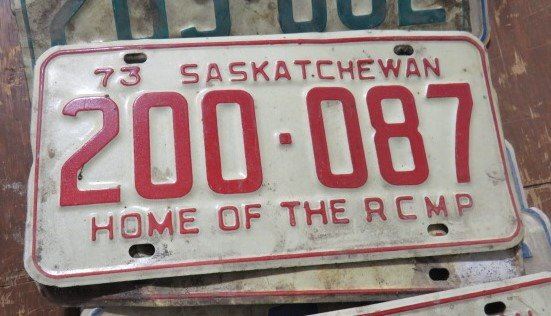 73 SASKATCHEWAN
200·087
HOME OF THE RCMP